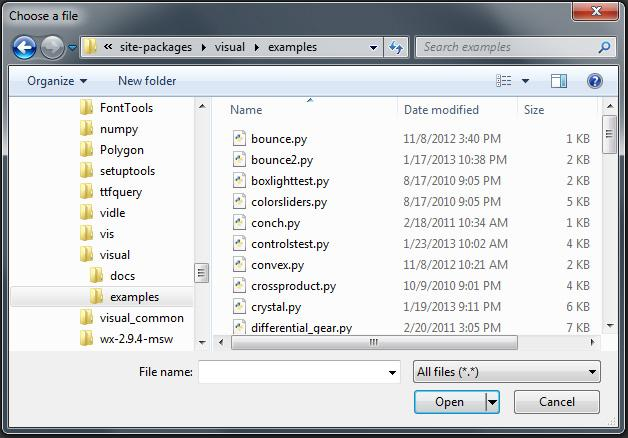 Choose a file
« site-packages visual examples
Search examples
Organize New folder
FontTools
numpy
Polygon
setuptools
ttfquery
vidle
vis
visual
docs
examples
visual_common
wx-2.9.4-msw
Name Date modified Size
bounce.py 11/8/2012 3:40 PM 1 KB
bounce2.py 1/17/2013 10:38 PM 2 KB
boxlighttest.py 8/17/2010 9:05 PM 2 KB
colorsliders.py 8/17/2010 9:05 PM 5 KB
conch.py 2/18/2011 10:34 AM 1 KB
controlstest.py 1/23/2013 10:02 AM 4 KB
convex.py 11/8/2012 10:21 AM 2 KB
crossproduct.py 10/9/2010 9:01 PM 4 KB
crystal.py 1/19/2013 9:11 PM 6 KB
differential_gear.py 2/20/2011 3:05 PM 7 KB
File name:
All files (*.*)
Open Cancel